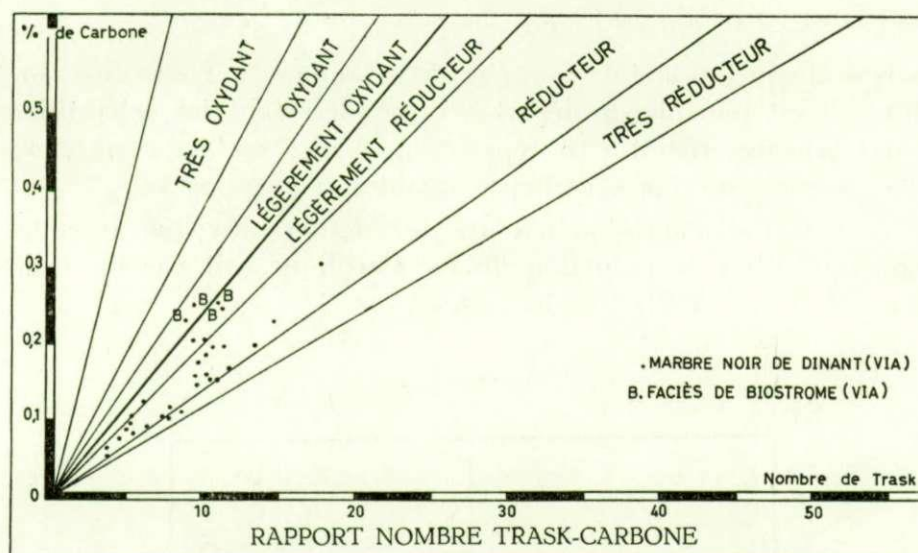 % de Carbone
TRÈS OXYDANT
OXYDANT
LÉGÈREMENT OXYDANT
LÉGÈREMENT RÉDUCTEUR
RÉDUCTEUR
TRÈS RÉDUCTEUR
0,5
0,4
0,3
0,2
0,1
0
B B
B B
. MARBRE NOIR DE DINANT (VIA)
B. FACIÈS DE BIOSTROME (VIA)
Nombre de Trask
10 20 30 40 50
RAPPORT NOMBRE TRASK-CARBONE